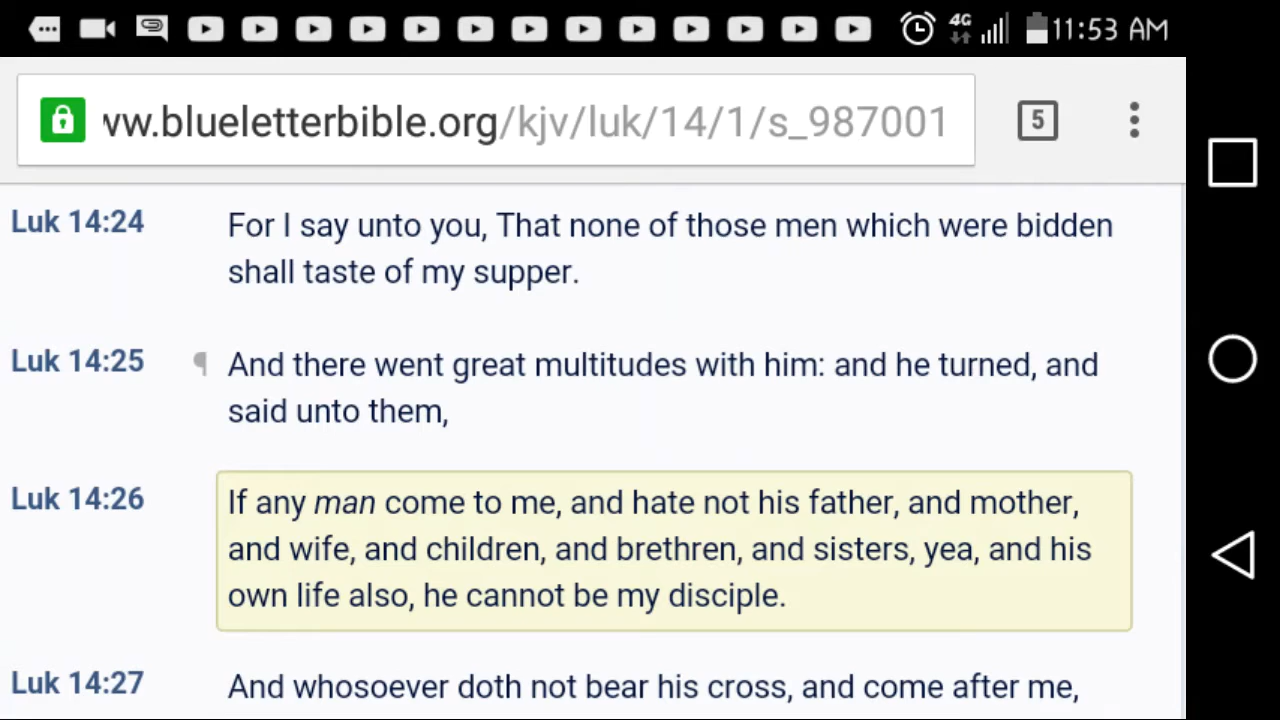 4G 11:53 AM
vw.blueletterbible.org/kjv/luk/14/1/s_987001 5
Luk 14:24 For I say unto you, That none of those men which were bidden
shall taste of my supper.
Luk 14:25 ¶ And there went great multitudes with him: and he turned, and
said unto them,
Luk 14:26 If any man come to me, and hate not his father, and mother,
and wife, and children, and brethren, and sisters, yea, and his
own life also, he cannot be my disciple.
Luk 14:27 And whosoever doth not bear his cross, and come after me,